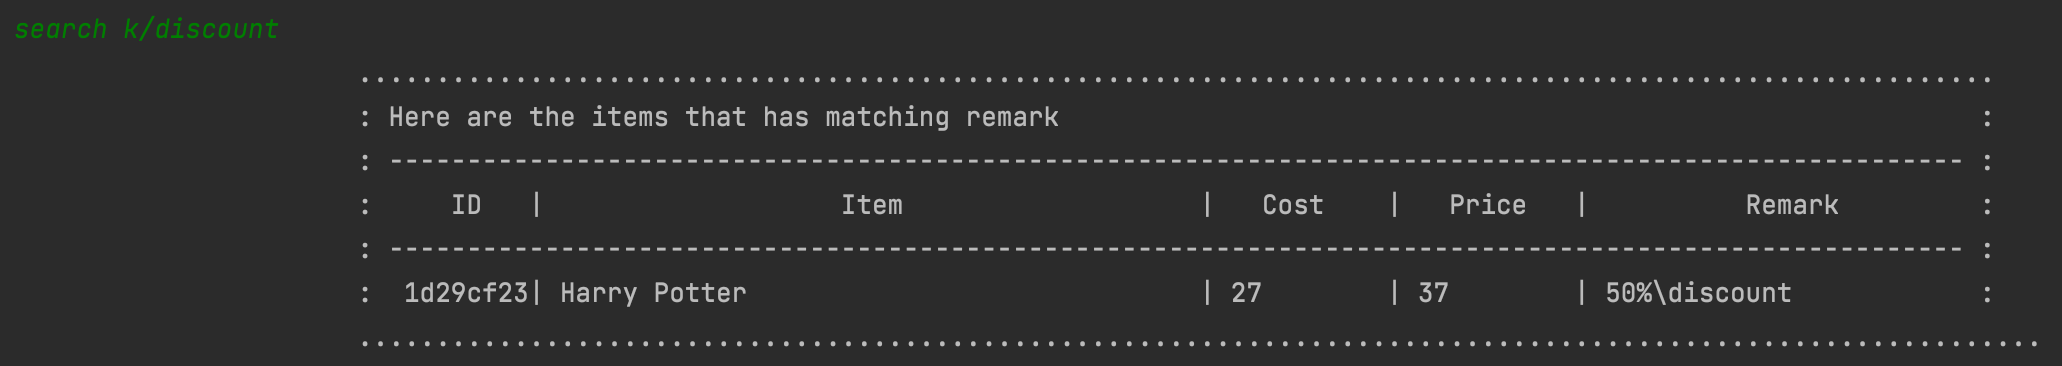 search k/discount
: Here are the items that has matching remark :
: ----------------------------------------------------------------------------------------------------- :
: ID | Item | Cost | Price | Remark :
: ----------------------------------------------------------------------------------------------------- :
: 1d29cf23| Harry Potter | 27 | 37 | 50%\discount :